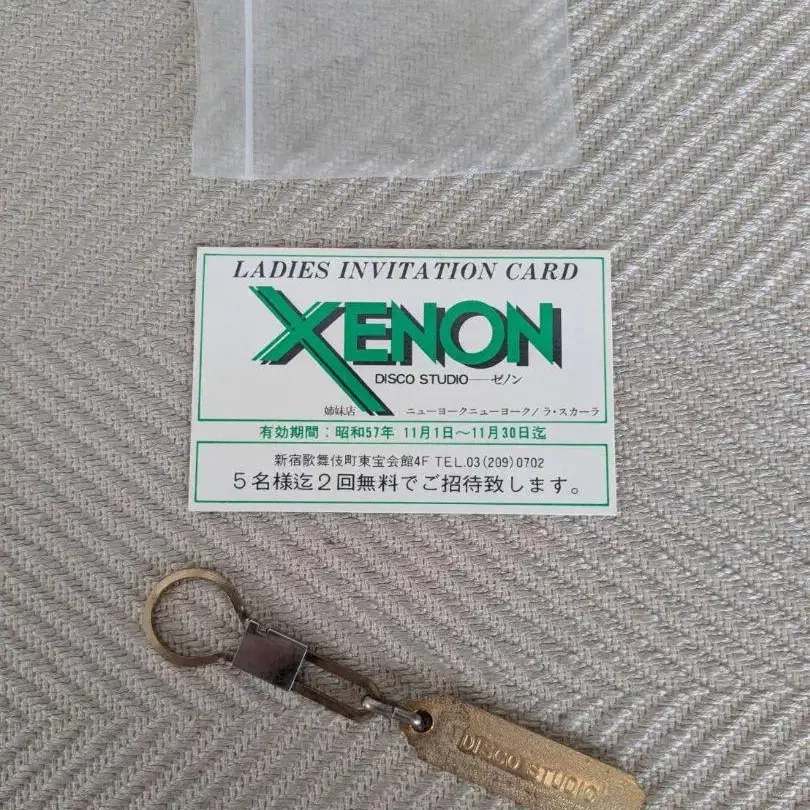 LADIES INVITATION CARD
XENON
DISCO STUDIO──ゼノン
姉妹店 ニューヨークニューヨーク/ラ・スカーラ
有効期間:昭和57年 11月1日～11月30日迄
新宿歌舞伎町東宝会館4F TEL.03(209)0702
5名様迄2回無料でご招待致します。
DISCO STUDIO